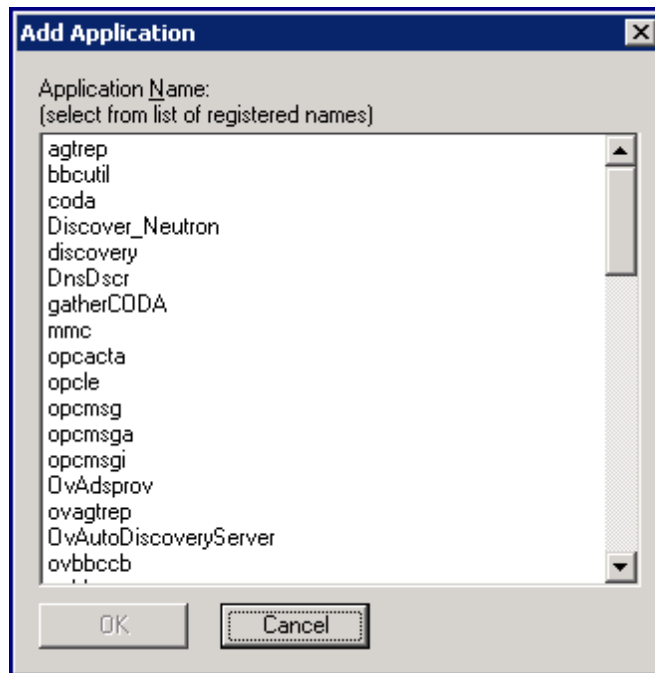 Add Application
Application Name:
(select from list of registered names)
agtrep
bbcutil
coda
Discover_Neutron
discovery
DnsDscr
gatherCODA
mmc
opcacta
opcle
opcmsg
opcmsga
opcmsgi
OvAdsprov
ovagtrep
OvAutoDiscoveryServer
ovbbccb
OK
Cancel